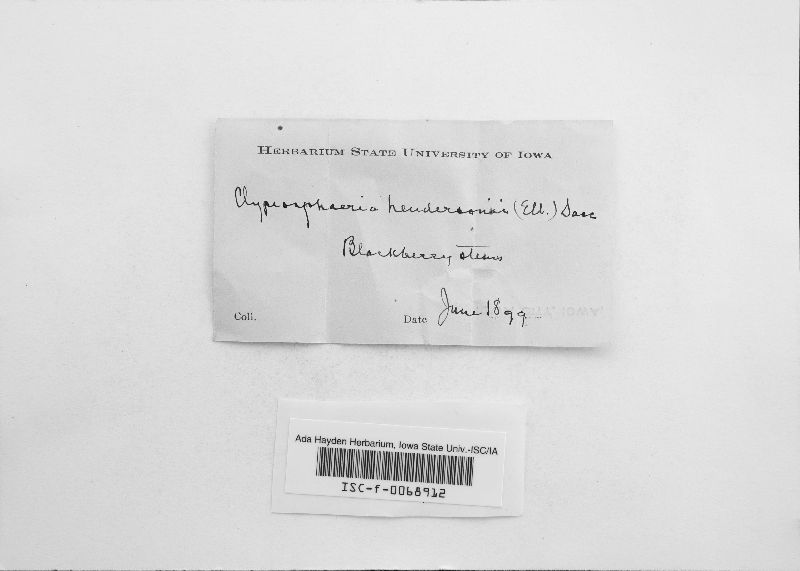 Herbarium State University of Iowa
Clypeosphaeria hendersoniai (Ell.) Sacc
Blackberry stems
Coll.
Date June 1899
Ada Hayden Herbarium, Iowa State Univ.-ISC/IA
ISC-f-0068912